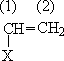 (1) (2)
CH=CH₂
X